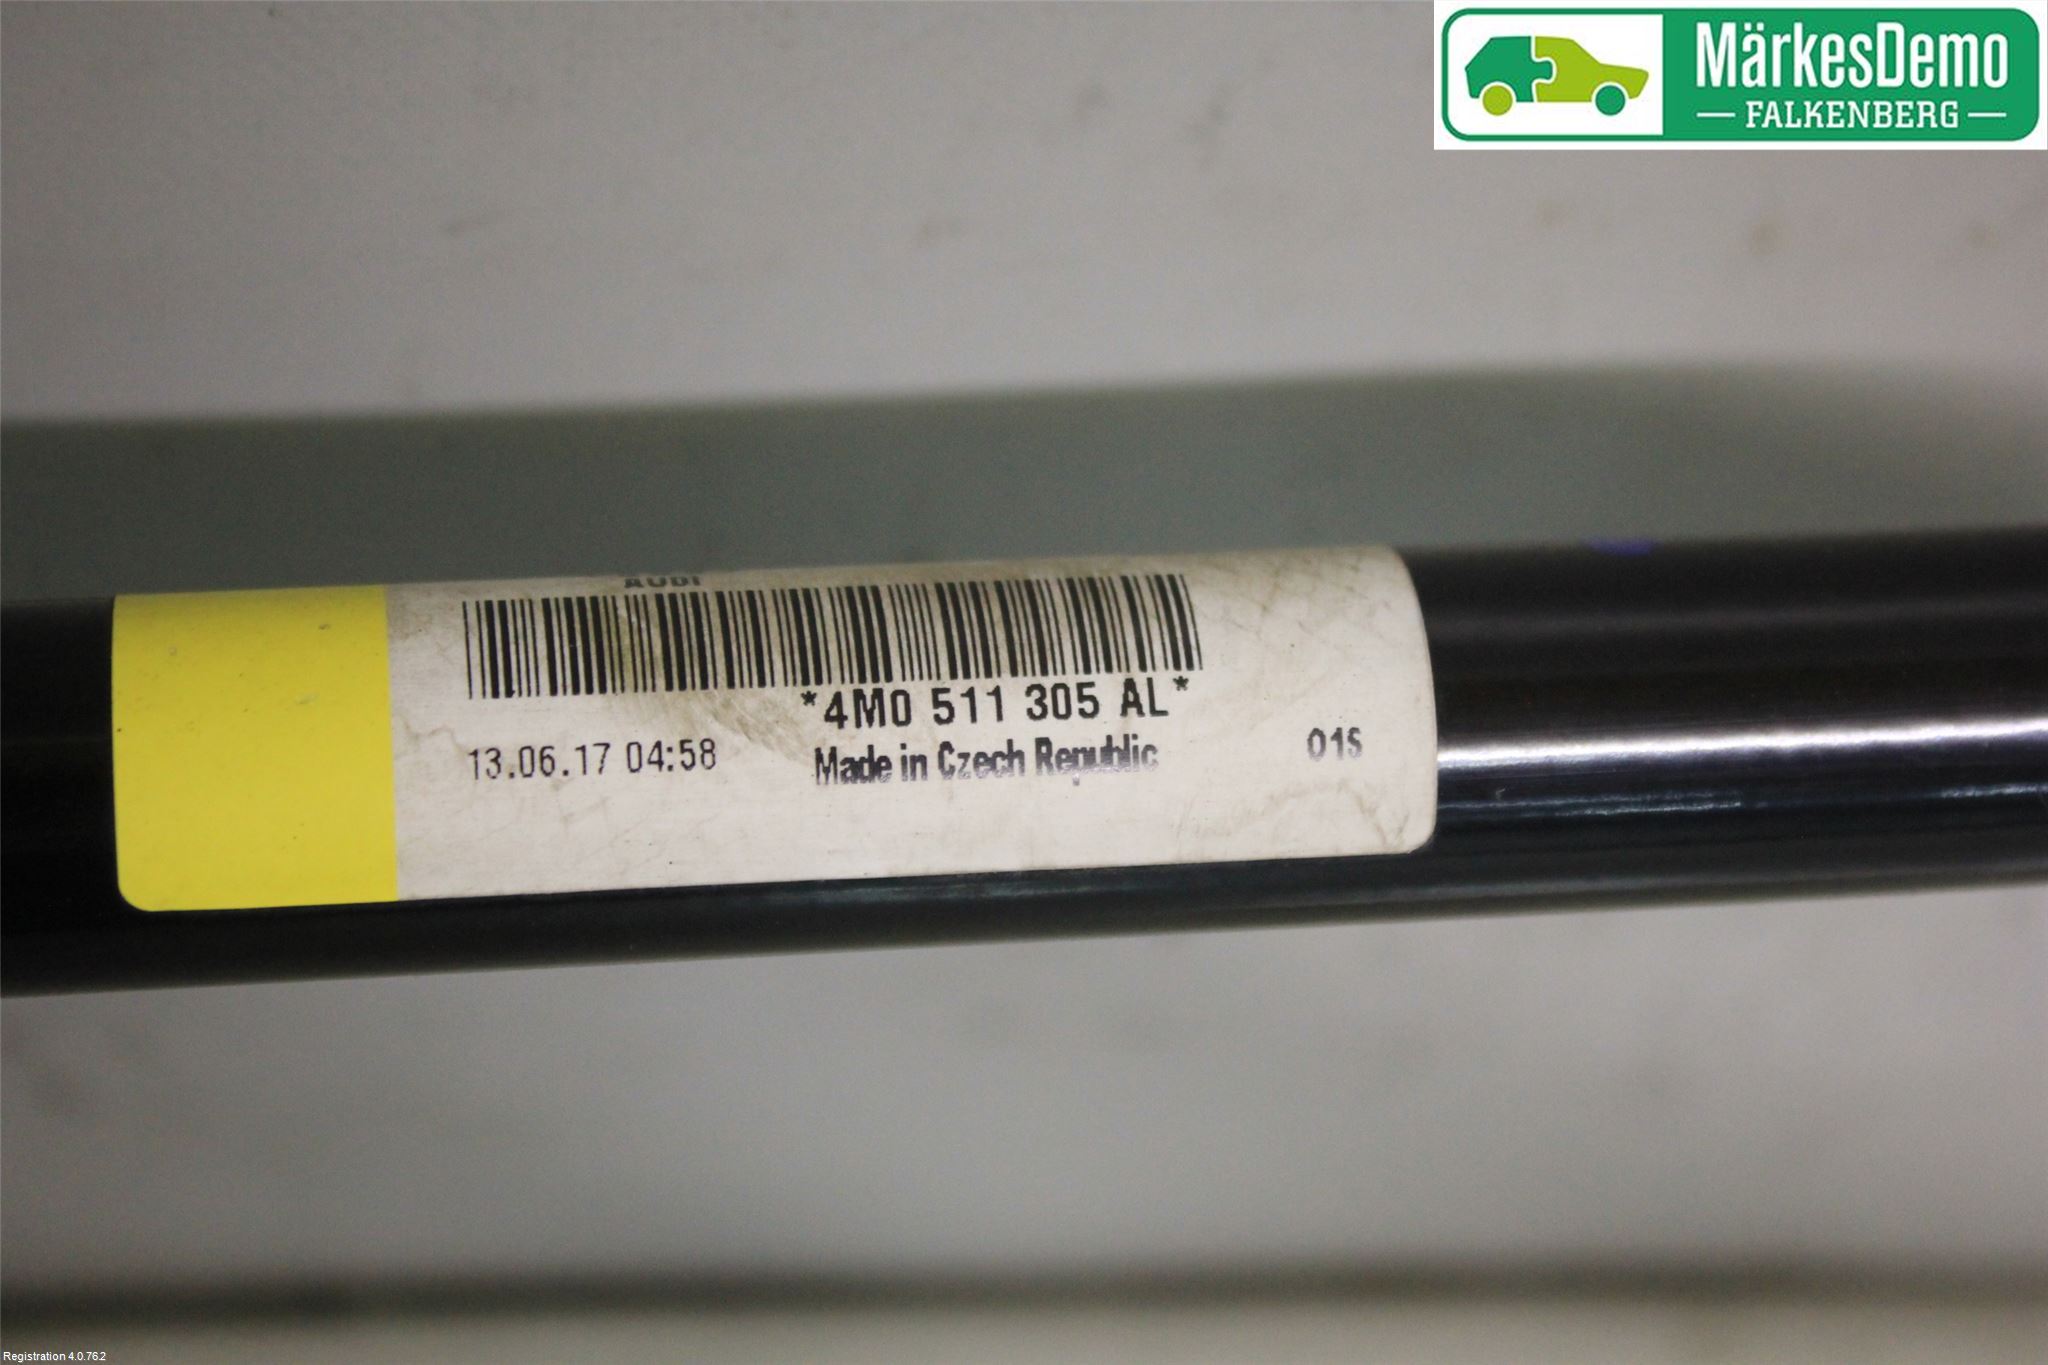 MärkesDemo
FALKENBERG
AUDI
*4M0 511 305 AL*
13.06.17 04:58 Made in Czech Republic 01S
Registration 4.0.76.2